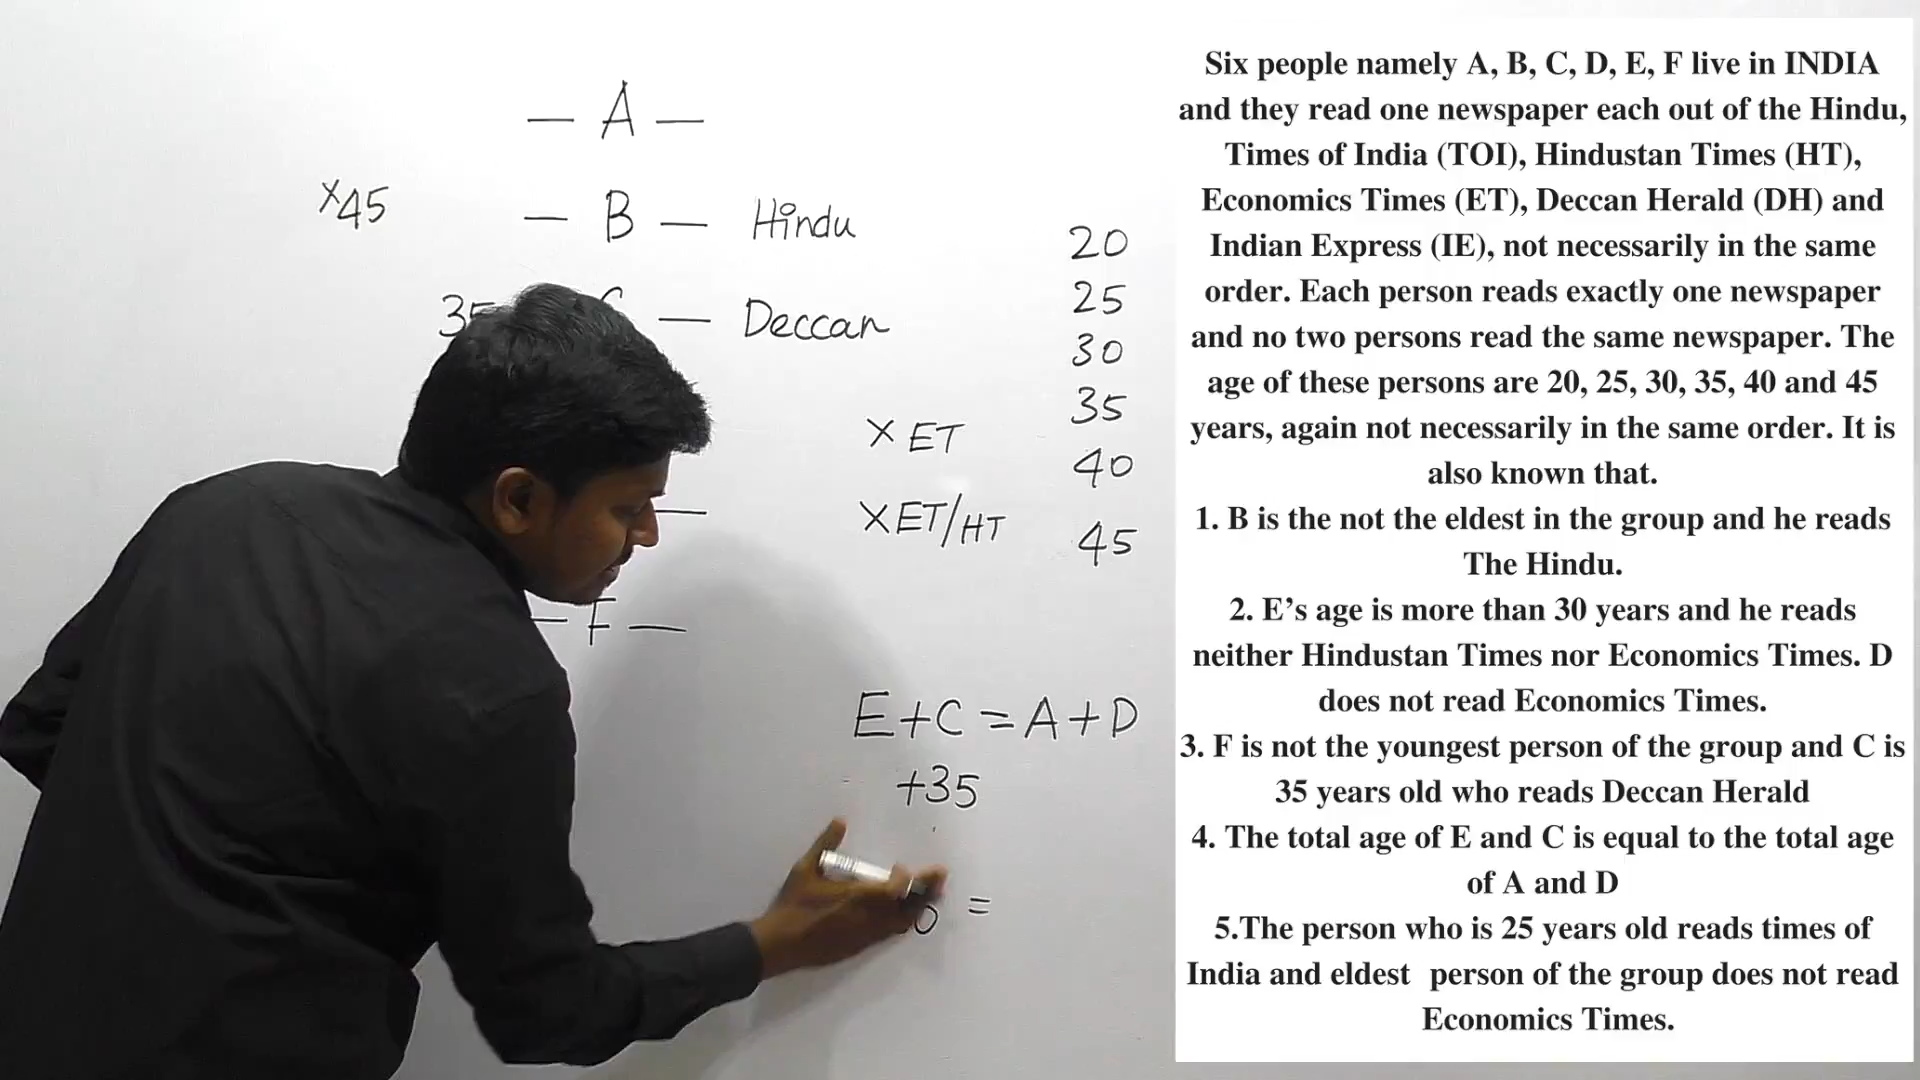 — A —
×45 — B — Hindu
35 — Deccan
× ET
× ET/HT
— F —
20
25
30
35
40
45
E+C = A+D
+35
=
Six people namely A, B, C, D, E, F live in INDIA
and they read one newspaper each out of the Hindu,
Times of India (TOI), Hindustan Times (HT),
Economics Times (ET), Deccan Herald (DH) and
Indian Express (IE), not necessarily in the same
order. Each person reads exactly one newspaper
and no two persons read the same newspaper. The
age of these persons are 20, 25, 30, 35, 40 and 45
years, again not necessarily in the same order. It is
also known that.
1. B is the not the eldest in the group and he reads
The Hindu.
2. E’s age is more than 30 years and he reads
neither Hindustan Times nor Economics Times. D
does not read Economics Times.
3. F is not the youngest person of the group and C is
35 years old who reads Deccan Herald
4. The total age of E and C is equal to the total age
of A and D
5.The person who is 25 years old reads times of
India and eldest person of the group does not read
Economics Times.